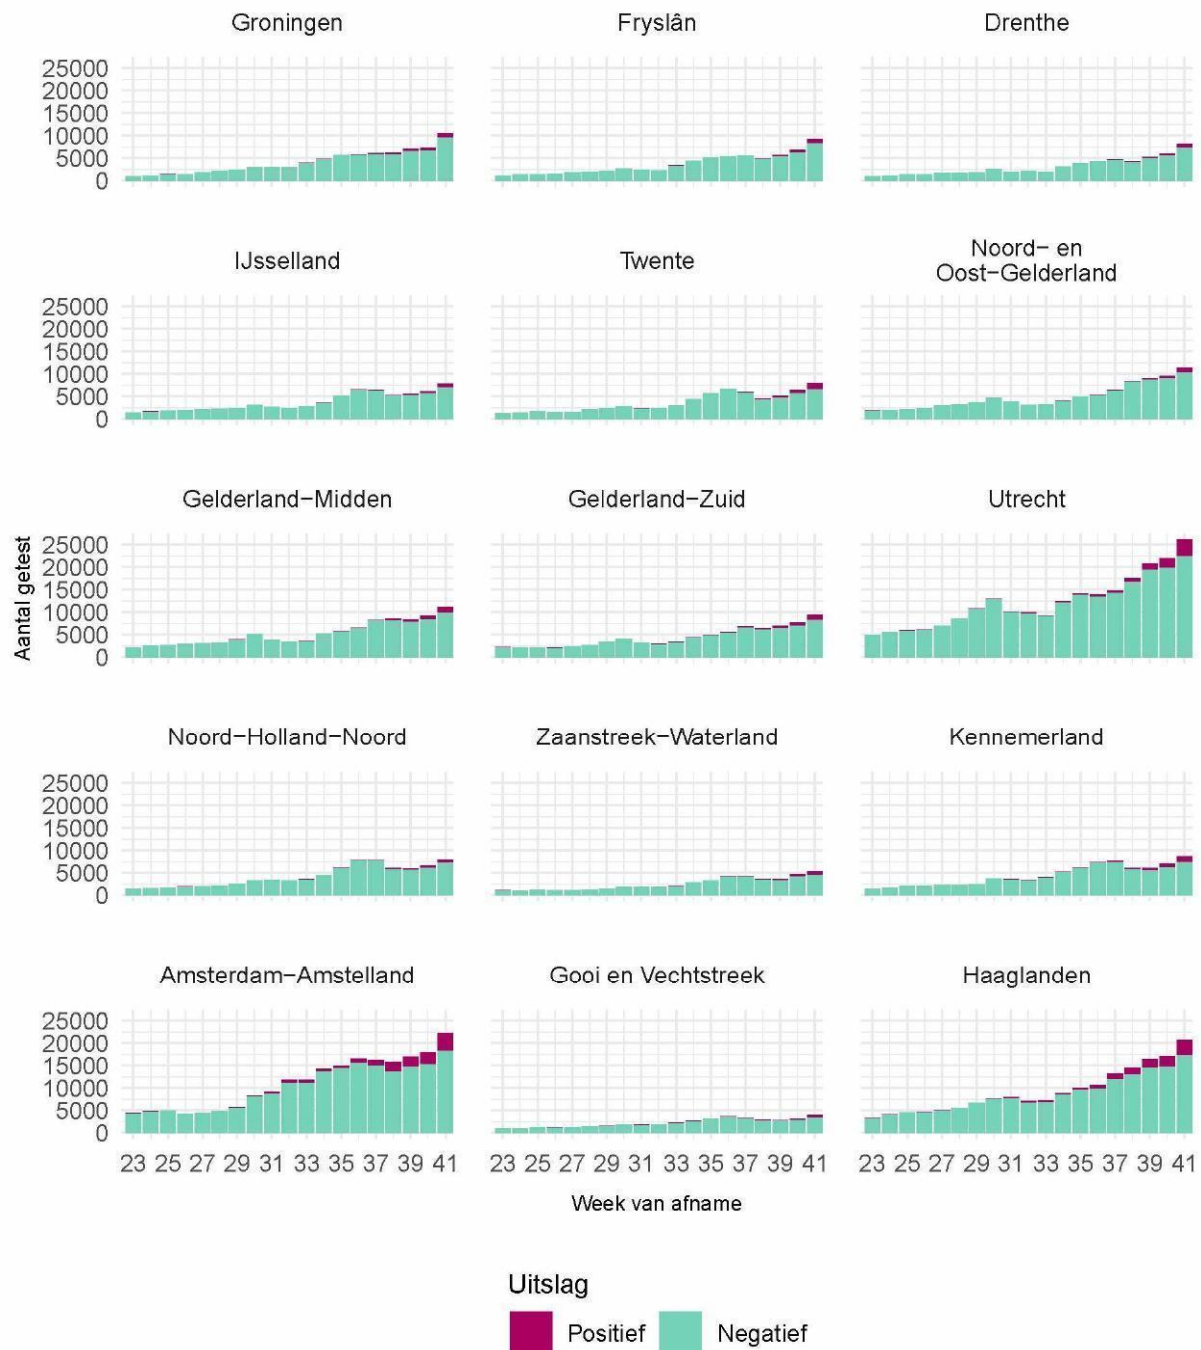 Groningen Fryslân Drenthe
25000
20000
15000
10000
5000
0
IJsselland Twente Noord− en
Oost−Gelderland
25000
20000
15000
10000
5000
0
Gelderland−Midden Gelderland−Zuid Utrecht
Aantal getest
25000
20000
15000
10000
5000
0
Noord−Holland−Noord Zaanstreek−Waterland Kennemerland
25000
20000
15000
10000
5000
0
Amsterdam−Amstelland Gooi en Vechtstreek Haaglanden
25000
20000
15000
10000
5000
0
23 25 27 29 31 33 35 37 39 41 23 25 27 29 31 33 35 37 39 41 23 25 27 29 31 33 35 37 39 41
Week van afname
Uitslag
Positief Negatief